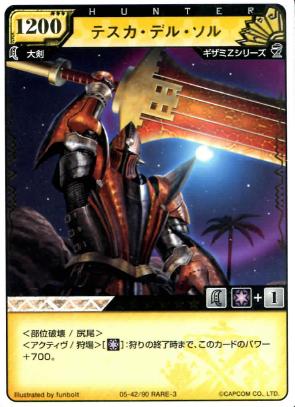 HUNTER
1200
テスカ・デル・ソル
大剣
ギザミZシリーズ
+1
<部位破壊 / 尻尾>
<アクティヴ / 狩場>[ ]:狩りの終了時まで、このカードのパワー
+700。
Illustrated by funbolt
05-42/90 RARE-3
©CAPCOM CO., LTD.